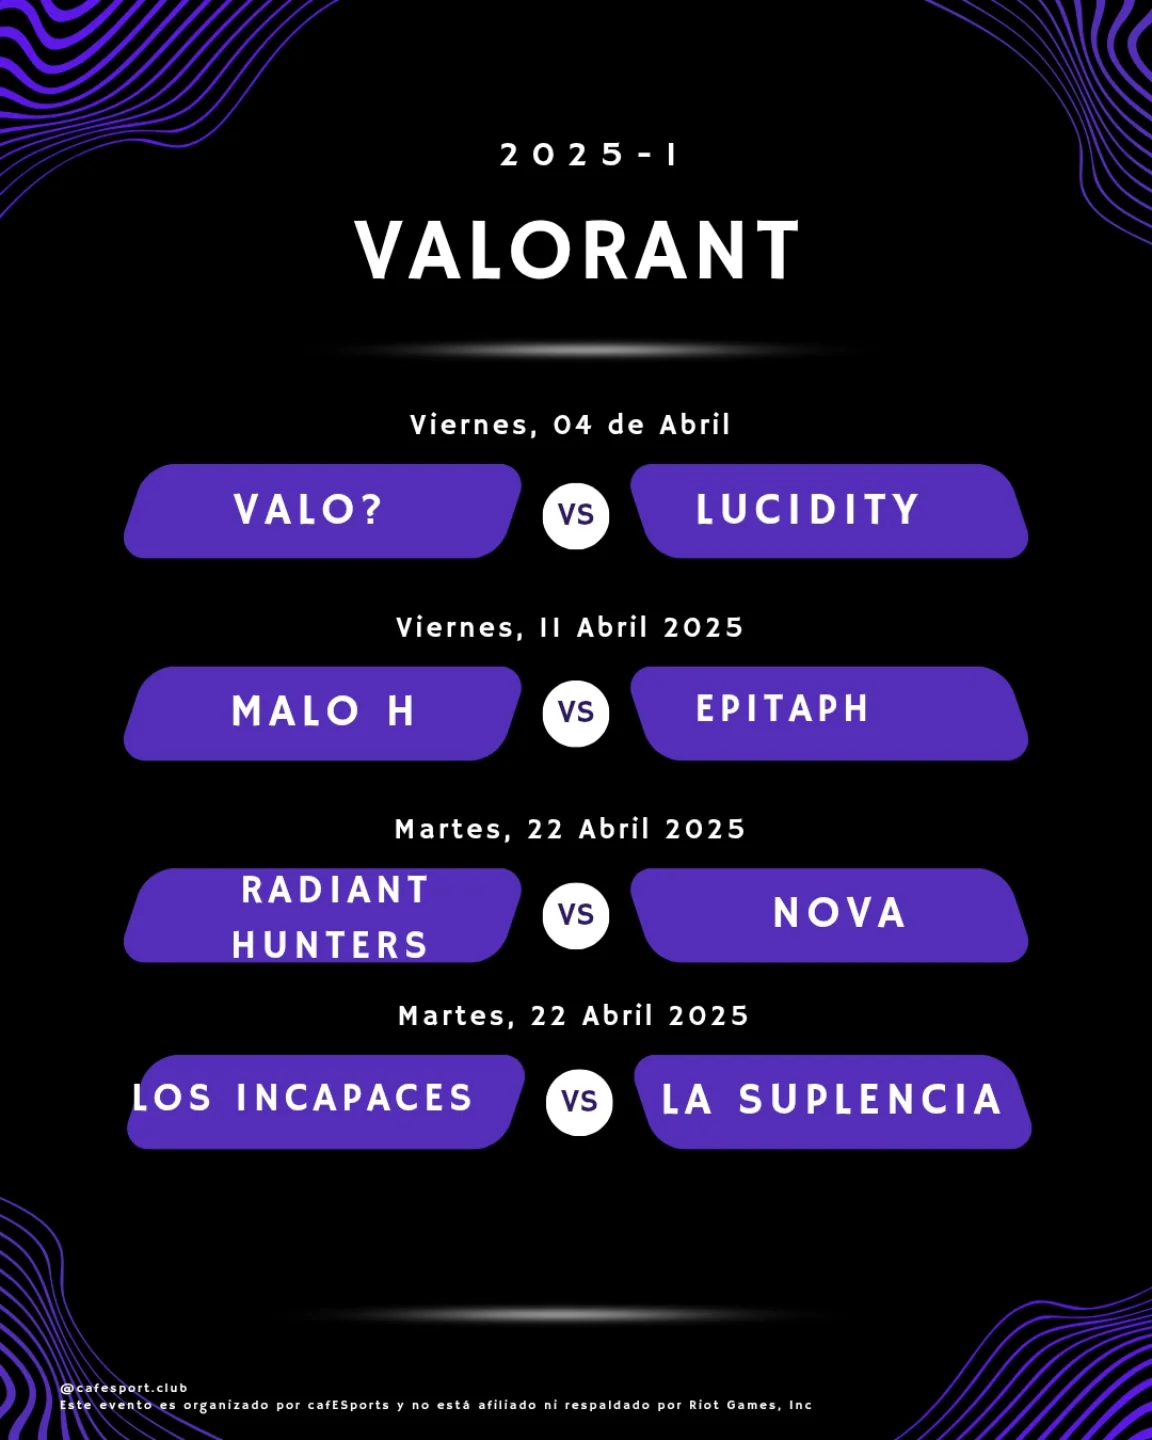 2025-I
VALORANT
Viernes, 04 de Abril
VALO? VS LUCIDITY
Viernes, 11 Abril 2025
MALO H VS EPITAPH
Martes, 22 Abril 2025
RADIANT
HUNTERS VS NOVA
Martes, 22 Abril 2025
LOS INCAPACES VS LA SUPLENCIA
@cafesport.club
Este evento es organizado por cafESports y no está afiliado ni respaldado por Riot Games, Inc